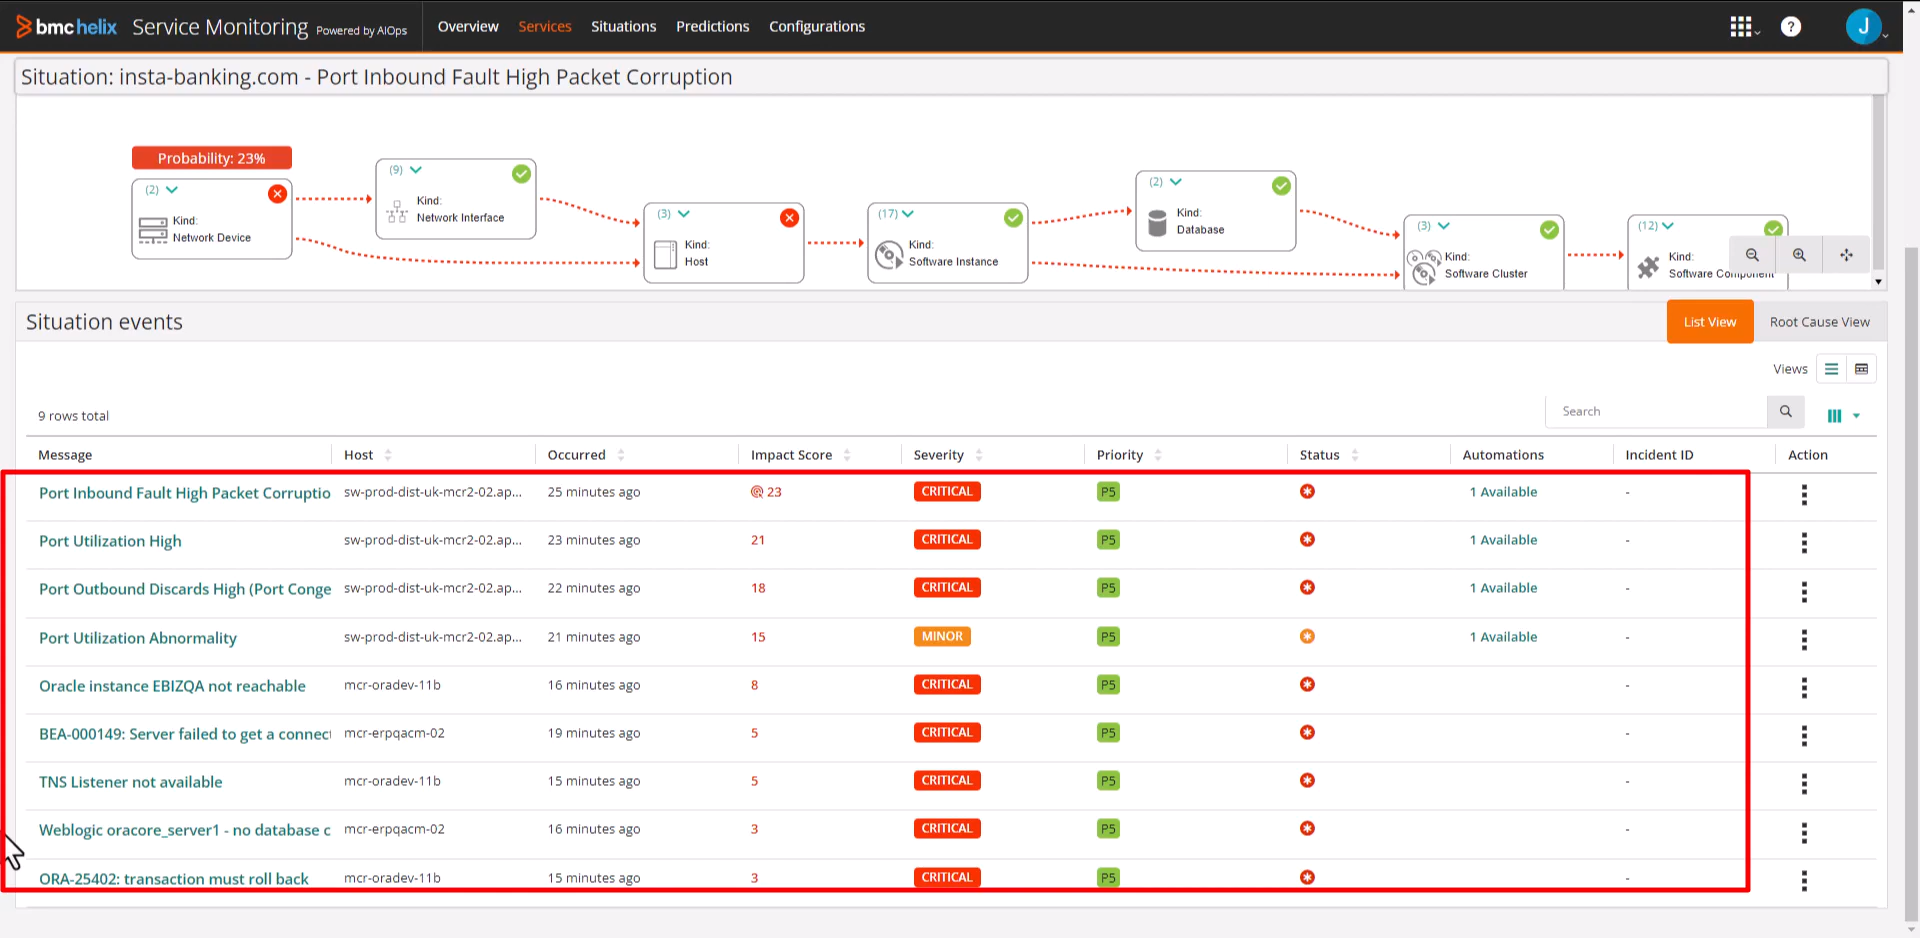 bmc helix Service Monitoring Powered by AIOps Overview Services Situations Predictions Configurations ? J
Situation: insta-banking.com - Port Inbound Fault High Packet Corruption
Probability: 23%
(2)
Kind:
Network Device
(9)
Kind:
Network Interface
(3)
Kind:
Host
(17)
Kind:
Software Instance
(2)
Kind:
Database
(3)
Kind:
Software Cluster
(12)
Kind:
Software Component
Situation events List View Root Cause View
Views
9 rows total Search
Message Host Occurred Impact Score Severity Priority Status Automations Incident ID Action
Port Inbound Fault High Packet Corruptio sw-prod-dist-uk-mcr2-02.ap... 25 minutes ago 23 CRITICAL P5 1 Available -
Port Utilization High sw-prod-dist-uk-mcr2-02.ap... 23 minutes ago 21 CRITICAL P5 1 Available -
Port Outbound Discards High (Port Conge sw-prod-dist-uk-mcr2-02.ap... 22 minutes ago 18 CRITICAL P5 1 Available -
Port Utilization Abnormality sw-prod-dist-uk-mcr2-02.ap... 21 minutes ago 15 MINOR P5 1 Available -
Oracle instance EBIZQA not reachable mcr-oradev-11b 16 minutes ago 8 CRITICAL P5 -
BEA-000149: Server failed to get a connect mcr-erpqacm-02 19 minutes ago 5 CRITICAL P5 -
TNS Listener not available mcr-oradev-11b 15 minutes ago 5 CRITICAL P5 -
Weblogic oracore_server1 - no database c mcr-erpqacm-02 16 minutes ago 3 CRITICAL P5 -
ORA-25402: transaction must roll back mcr-oradev-11b 15 minutes ago 3 CRITICAL P5 -